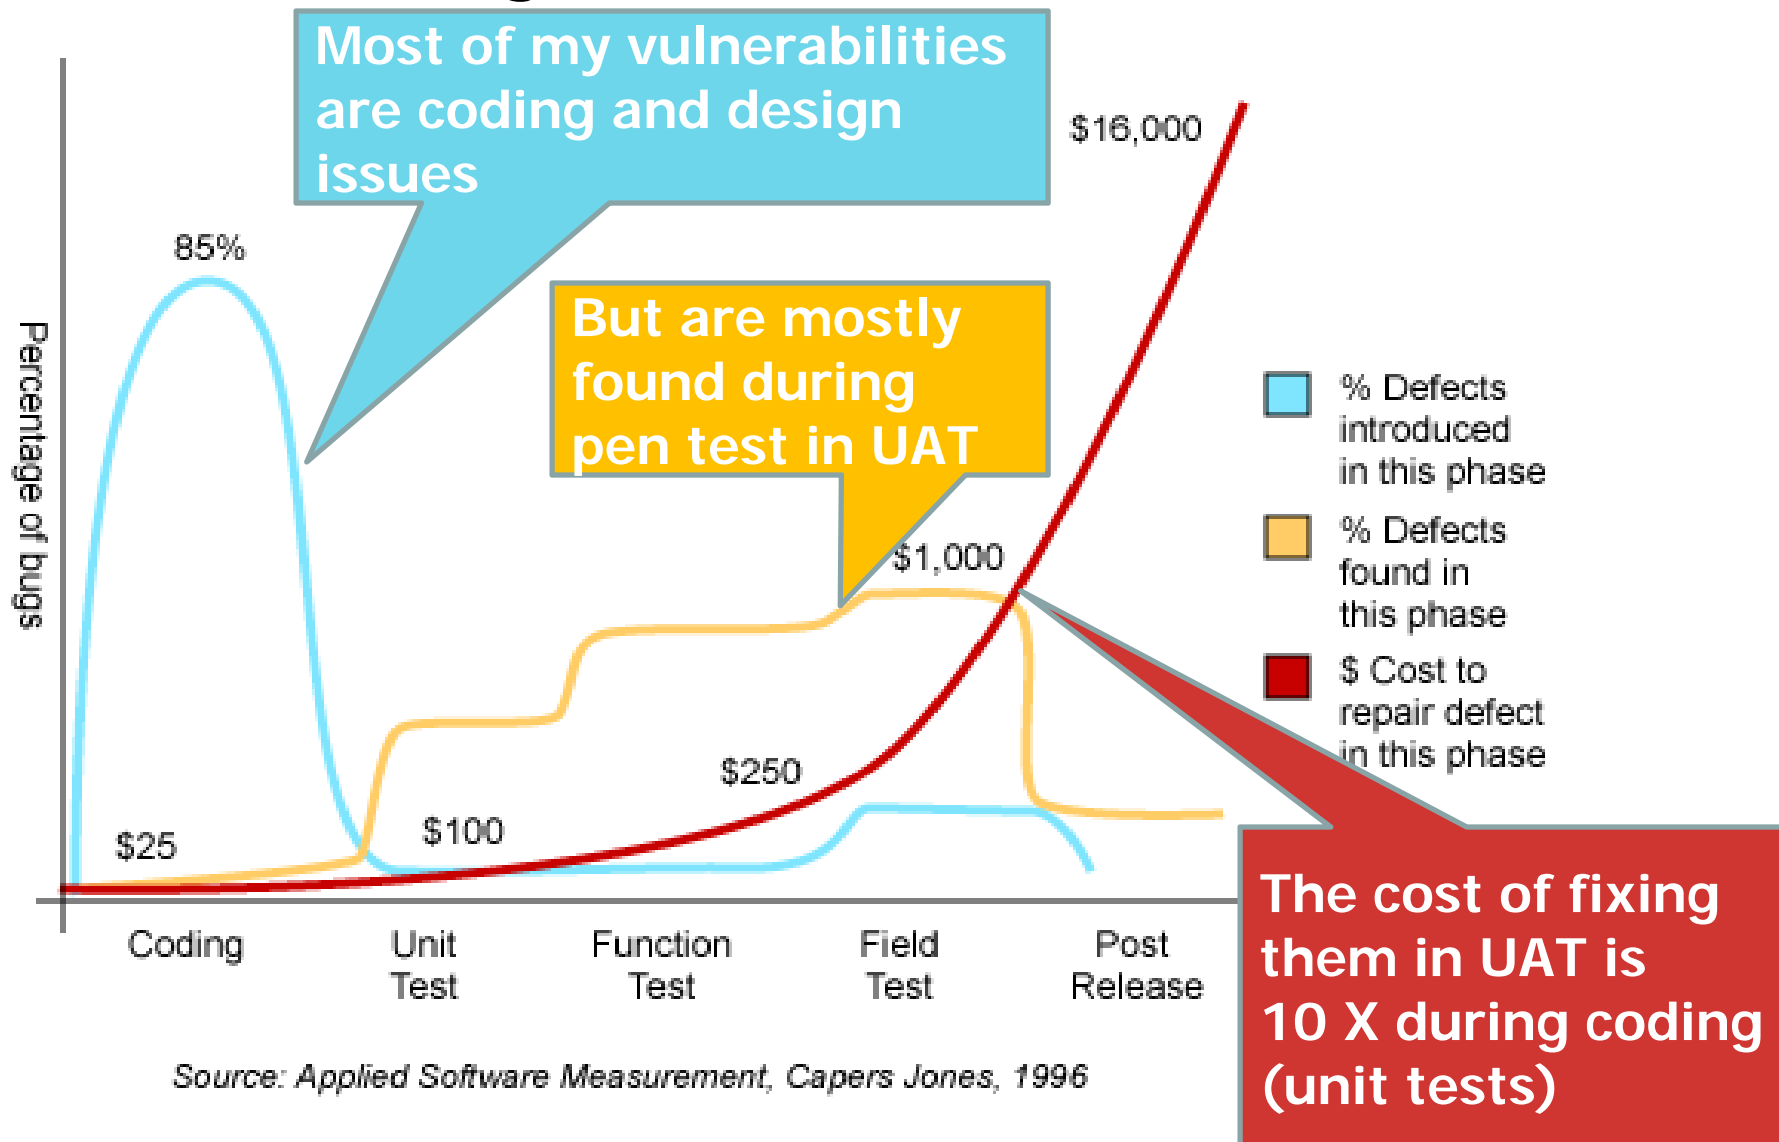 Most of my vulnerabilities
are coding and design
issues
$16,000
85%
But are mostly
found during
pen test in UAT
Percentage of bugs
% Defects
introduced
in this phase
% Defects
found in
this phase
$ Cost to
repair defect
in this phase
$1,000
$250
$100
$25
Coding
Unit
Test
Function
Test
Field
Test
Post
Release
The cost of fixing
them in UAT is
10 X during coding
(unit tests)
Source: Applied Software Measurement, Capers Jones, 1996